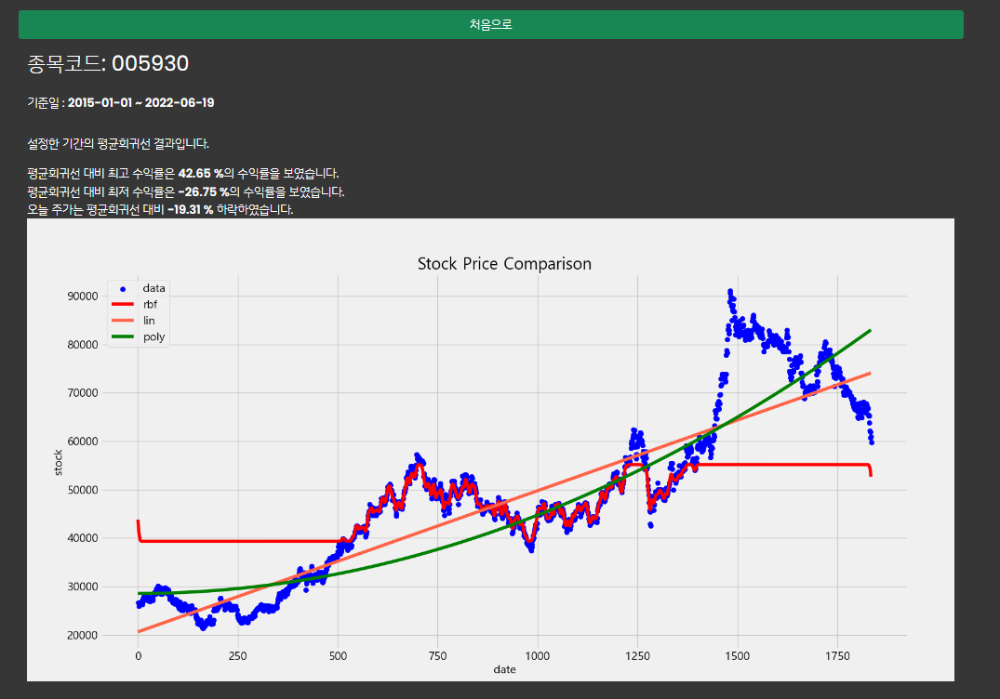 처음으로
종목코드: 005930
기준일 : 2015-01-01 ~ 2022-06-19
설정한 기간의 평균회귀선 결과입니다.
평균회귀선 대비 최고 수익률은 42.65 %의 수익률을 보였습니다.
평균회귀선 대비 최저 수익률은 -26.75 %의 수익률을 보였습니다.
오늘 주가는 평균회귀선 대비 -19.31 % 하락하였습니다.
Stock Price Comparison
data
rbf
lin
poly
90000
80000
70000
60000
50000
40000
30000
20000
stock
0 250 500 750 1000 1250 1500 1750
date